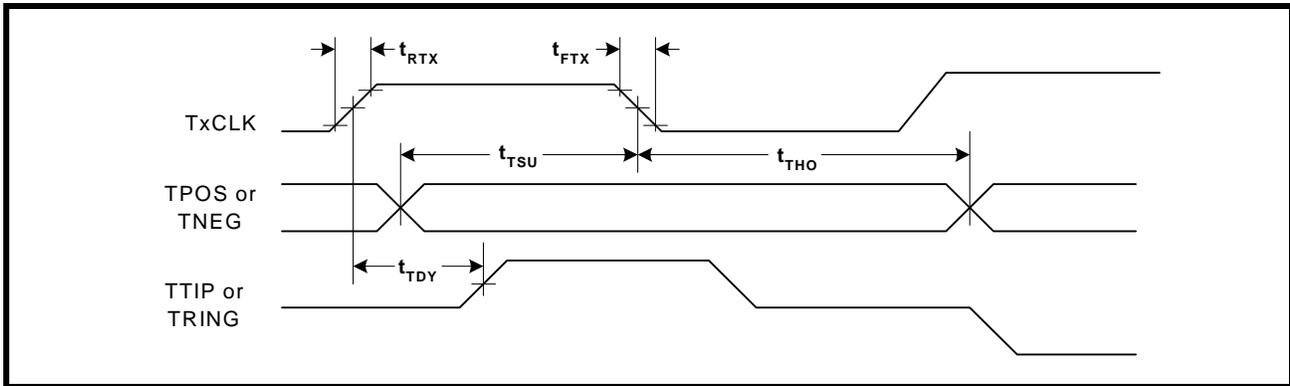 tRTX
tFTX
TxCLK
tTSU
tTHO
TPOS or
TNEG
tTDY
TTIP or
TRING